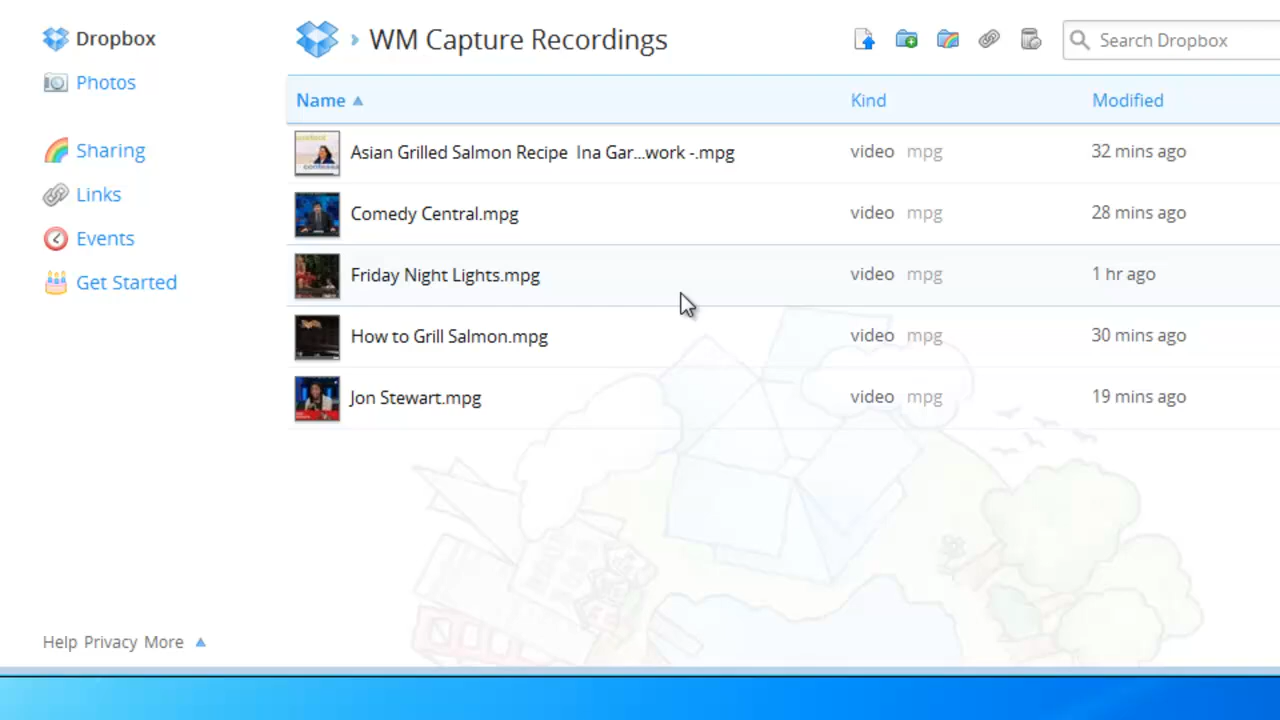 Dropbox
Photos
Sharing
Links
Events
Get Started
WM Capture Recordings
Search Dropbox
Name Kind Modified
Asian Grilled Salmon Recipe Ina Gar...work -.mpg video mpg 32 mins ago
Comedy Central.mpg video mpg 28 mins ago
Friday Night Lights.mpg video mpg 1 hr ago
How to Grill Salmon.mpg video mpg 30 mins ago
Jon Stewart.mpg video mpg 19 mins ago
Help Privacy More